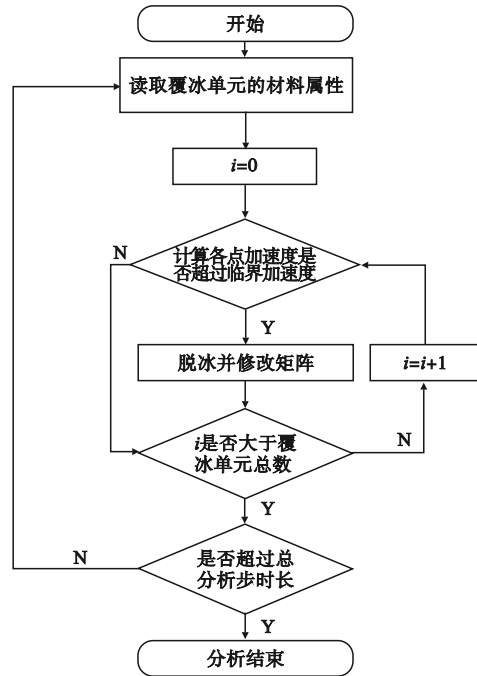 开始
读取覆冰单元的材料属性
i=0
N
计算各点加速度是
否超过临界加速度
Y
脱冰并修改矩阵
i=i+1
i是否大于覆
冰单元总数
N
Y
N
是否超过总
分析步时长
Y
分析结束